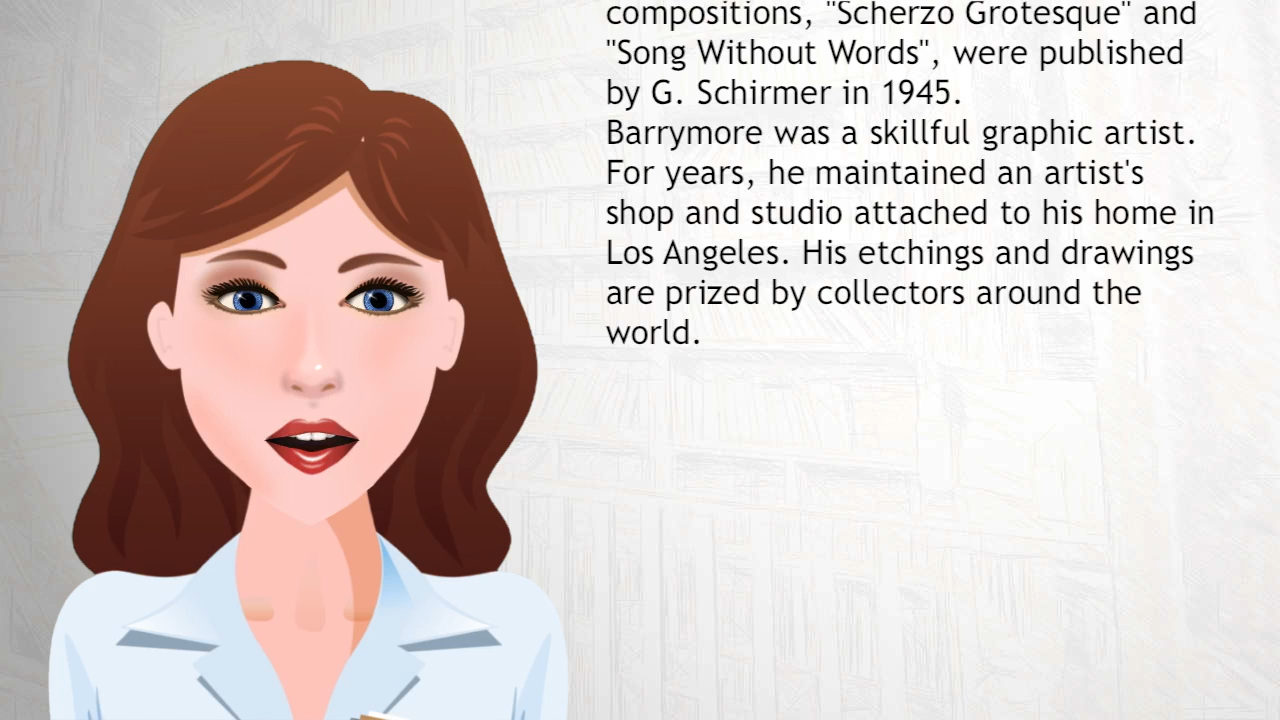 compositions, "Scherzo Grotesque" and
"Song Without Words", were published
by G. Schirmer in 1945.
Barrymore was a skillful graphic artist.
For years, he maintained an artist's
shop and studio attached to his home in
Los Angeles. His etchings and drawings
are prized by collectors around the
world.